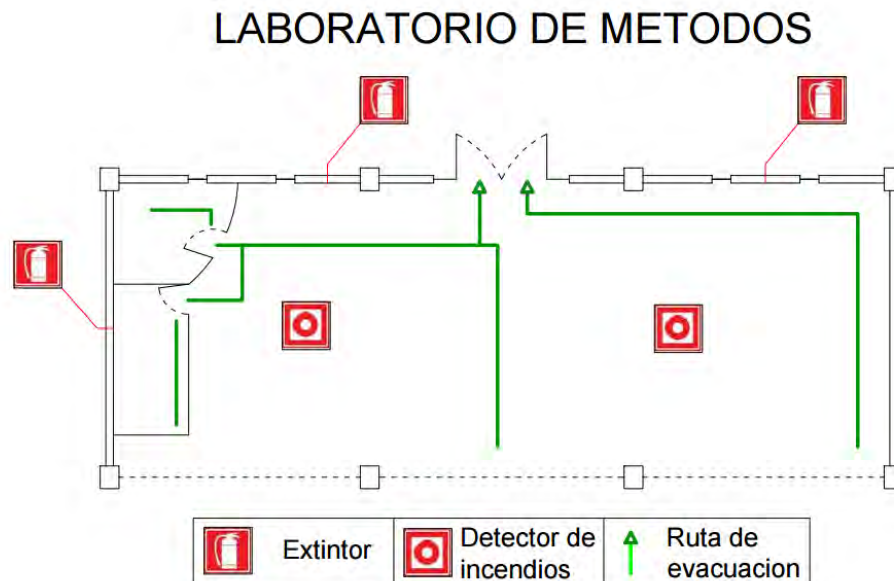 LABORATORIO DE METODOS
Extintor
Detector de
incendios
Ruta de
evacuacion